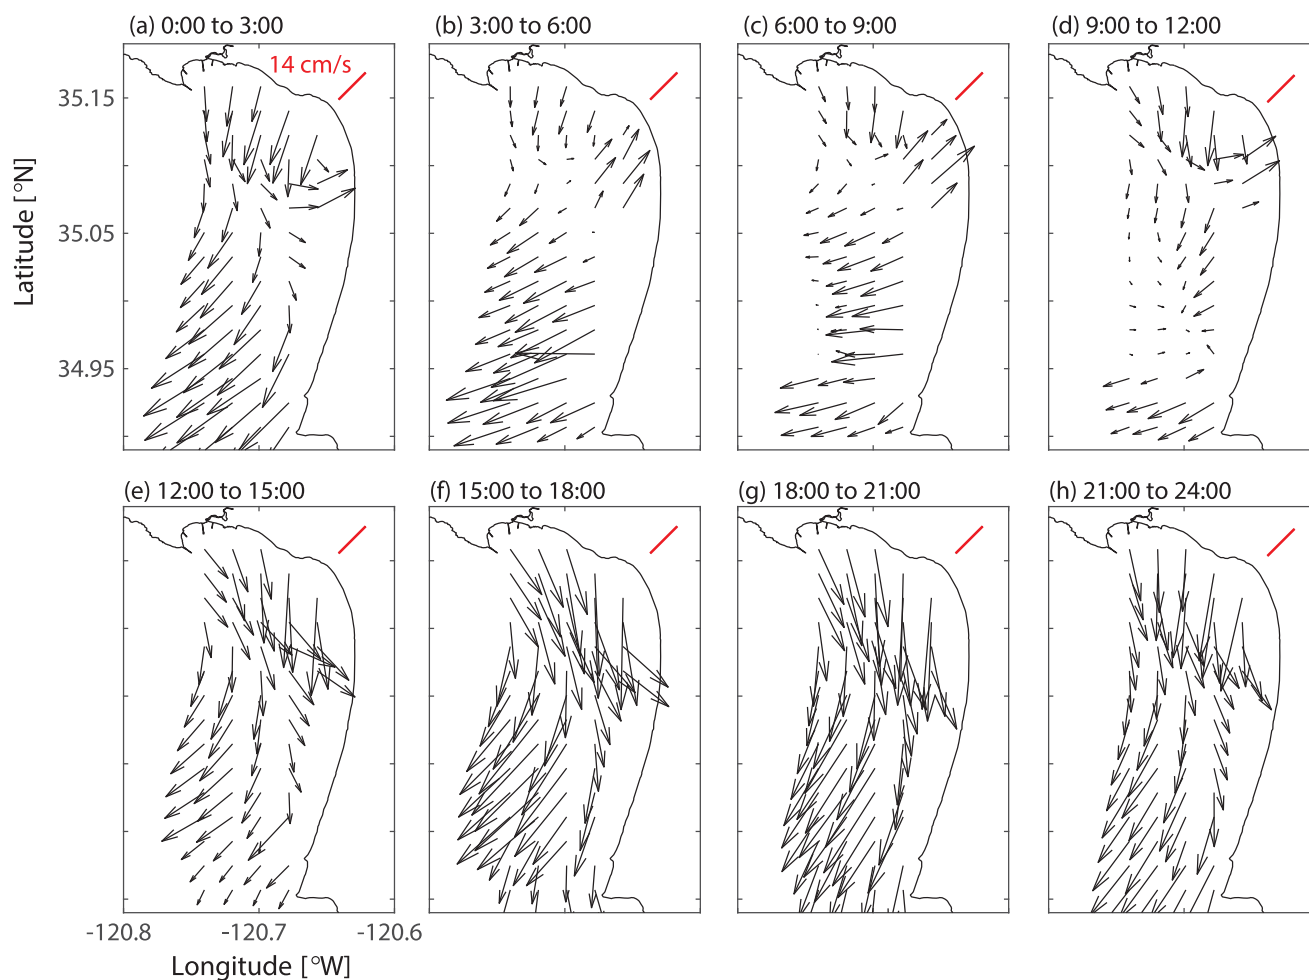 (a) 0:00 to 3:00
(b) 3:00 to 6:00
(c) 6:00 to 9:00
(d) 9:00 to 12:00
14 cm/s
35.15
35.05
34.95
Latitude [°N]
(e) 12:00 to 15:00
(f) 15:00 to 18:00
(g) 18:00 to 21:00
(h) 21:00 to 24:00
-120.8
-120.7
-120.6
Longitude [°W]